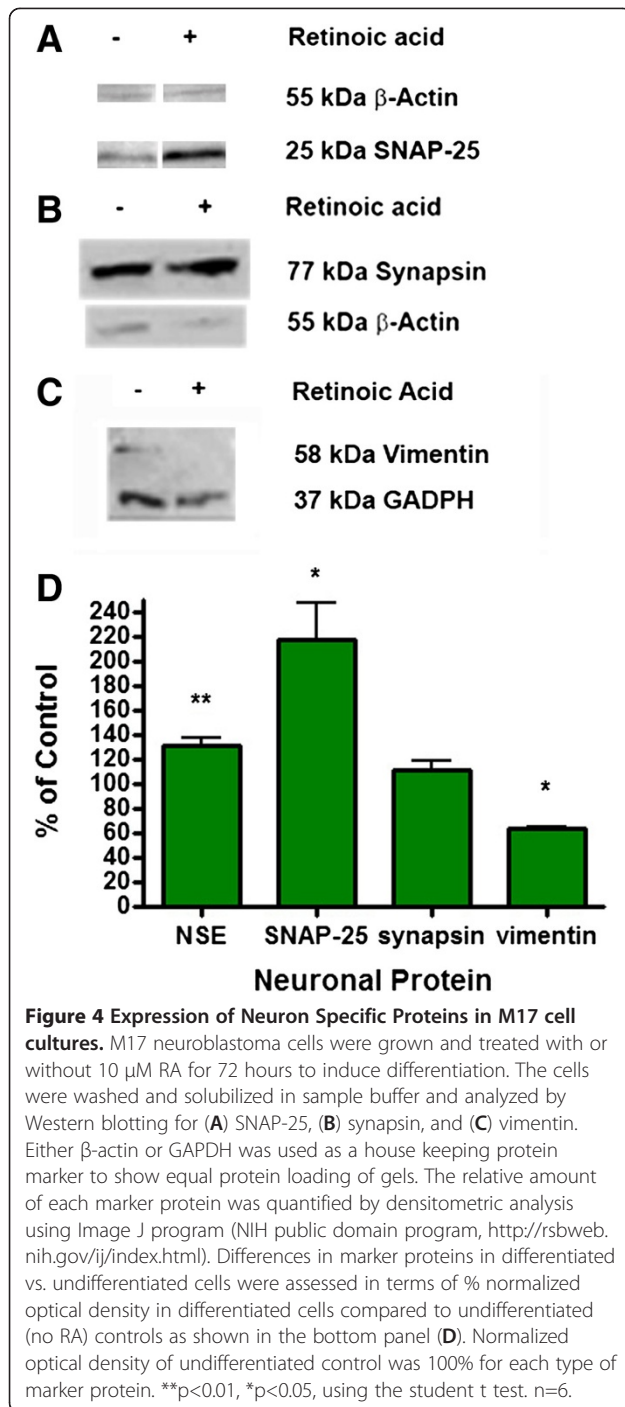 A - + Retinoic acid
55 kDa β-Actin
25 kDa SNAP-25
B - + Retinoic acid
77 kDa Synapsin
55 kDa β-Actin
C - + Retinoic Acid
58 kDa Vimentin
37 kDa GADPH
D
% of Control
240
220
200
180
160
140
120
100
80
60
40
20
0
** * *
NSE SNAP-25 synapsin vimentin
Neuronal Protein
Figure 4 Expression of Neuron Specific Proteins in M17 cell
cultures. M17 neuroblastoma cells were grown and treated with or
without 10 μM RA for 72 hours to induce differentiation. The cells
were washed and solubilized in sample buffer and analyzed by
Western blotting for (A) SNAP-25, (B) synapsin, and (C) vimentin.
Either β-actin or GAPDH was used as a house keeping protein
marker to show equal protein loading of gels. The relative amount
of each marker protein was quantified by densitometric analysis
using Image J program (NIH public domain program, http://rsbweb.
nih.gov/ij/index.html). Differences in marker proteins in differentiated
vs. undifferentiated cells were assessed in terms of % normalized
optical density in differentiated cells compared to undifferentiated
(no RA) controls as shown in the bottom panel (D). Normalized
optical density of undifferentiated control was 100% for each type of
marker protein. **p<0.01, *p<0.05, using the student t test. n=6.